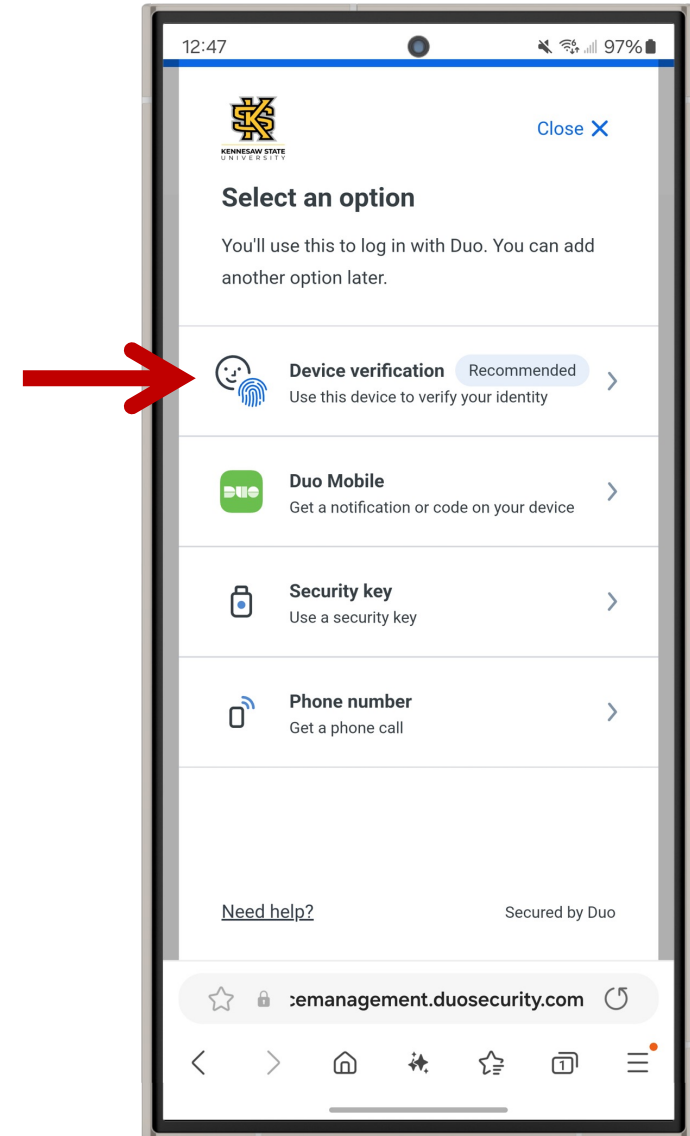 12:47
97%
KS
KENNESAW STATE
UNIVERSITY
Close
Select an option
You'll use this to log in with Duo. You can add
another option later.
Device verification Recommended
Use this device to verify your identity
DUO
Duo Mobile
Get a notification or code on your device
Security key
Use a security key
Phone number
Get a phone call
Need help?
Secured by Duo
:emanagement.duosecurity.com
1